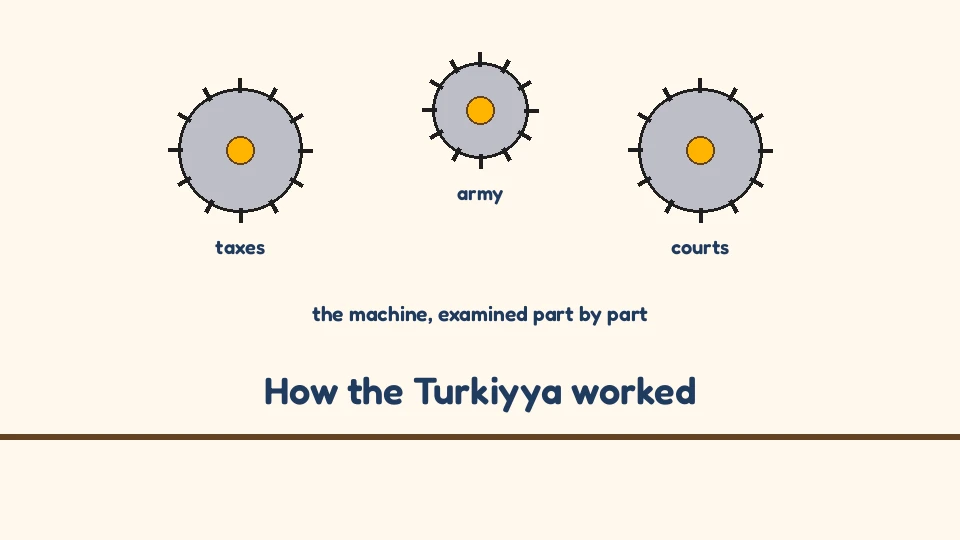 army
taxes
courts
the machine, examined part by part
How the Turkiyya worked